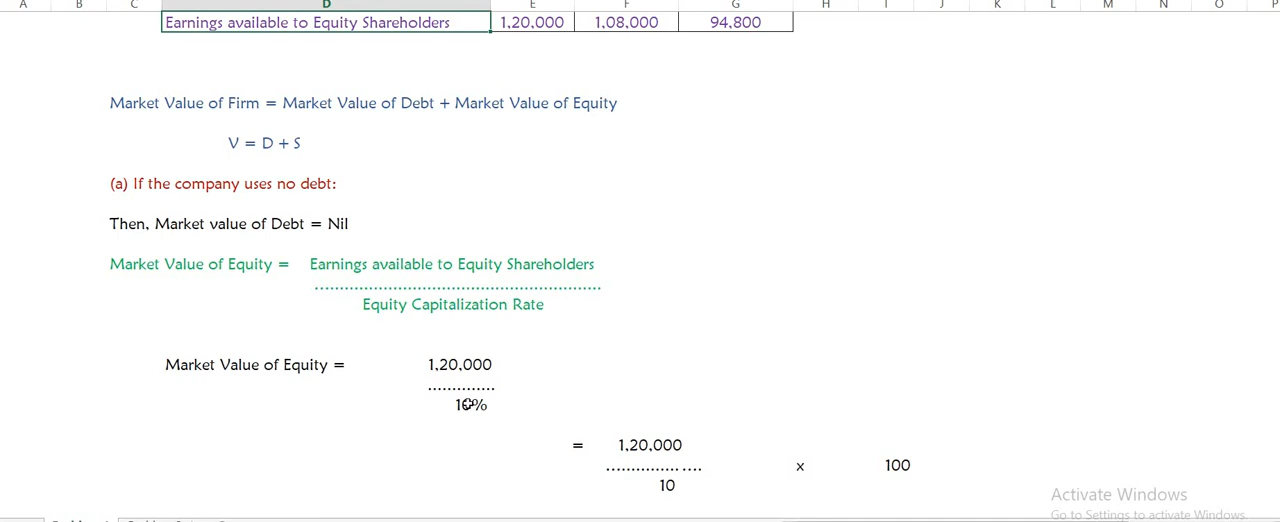 A B C D E F G H I J K L M N O P
Earnings available to Equity Shareholders 1,20,000 1,08,000 94,800
Market Value of Firm = Market Value of Debt + Market Value of Equity
V = D + S
(a) If the company uses no debt:
Then, Market value of Debt = Nil
Market Value of Equity = Earnings available to Equity Shareholders
..............................................................
Equity Capitalization Rate
Market Value of Equity = 1,20,000
..............
10%
= 1,20,000
................ ....
x 100
10
Activate Windows
Go to Settings to activate Windows.